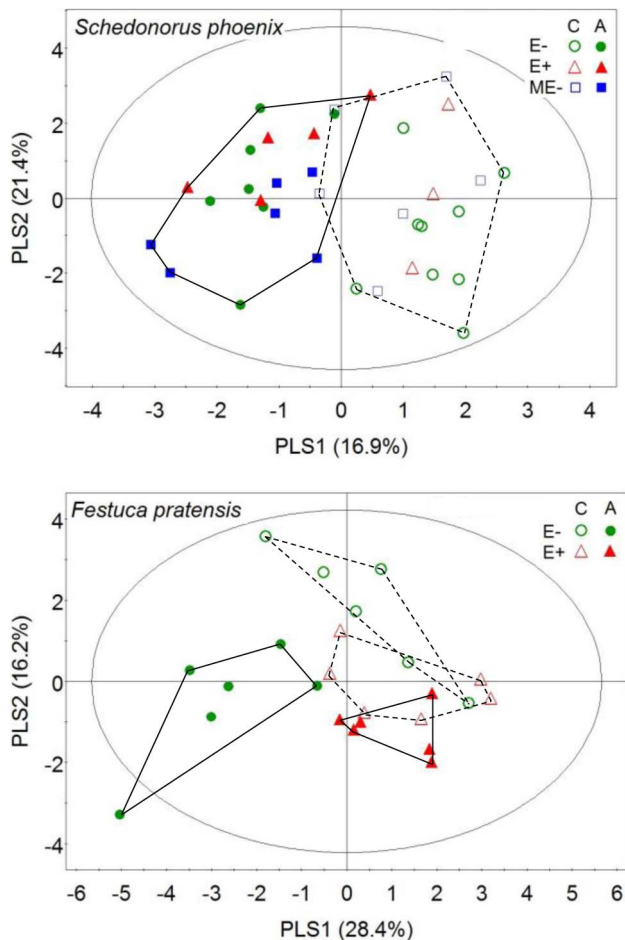 Schedonorus phoenix
C A
E-
E+
ME-
4
2
0
-2
-4
PLS2 (21.4%)
-4 -3 -2 -1 0 1 2 3 4
PLS1 (16.9%)
Festuca pratensis
C A
E-
E+
4
2
0
-2
-4
PLS2 (16.2%)
-6 -5 -4 -3 -2 -1 0 1 2 3 4 5 6
PLS1 (28.4%)